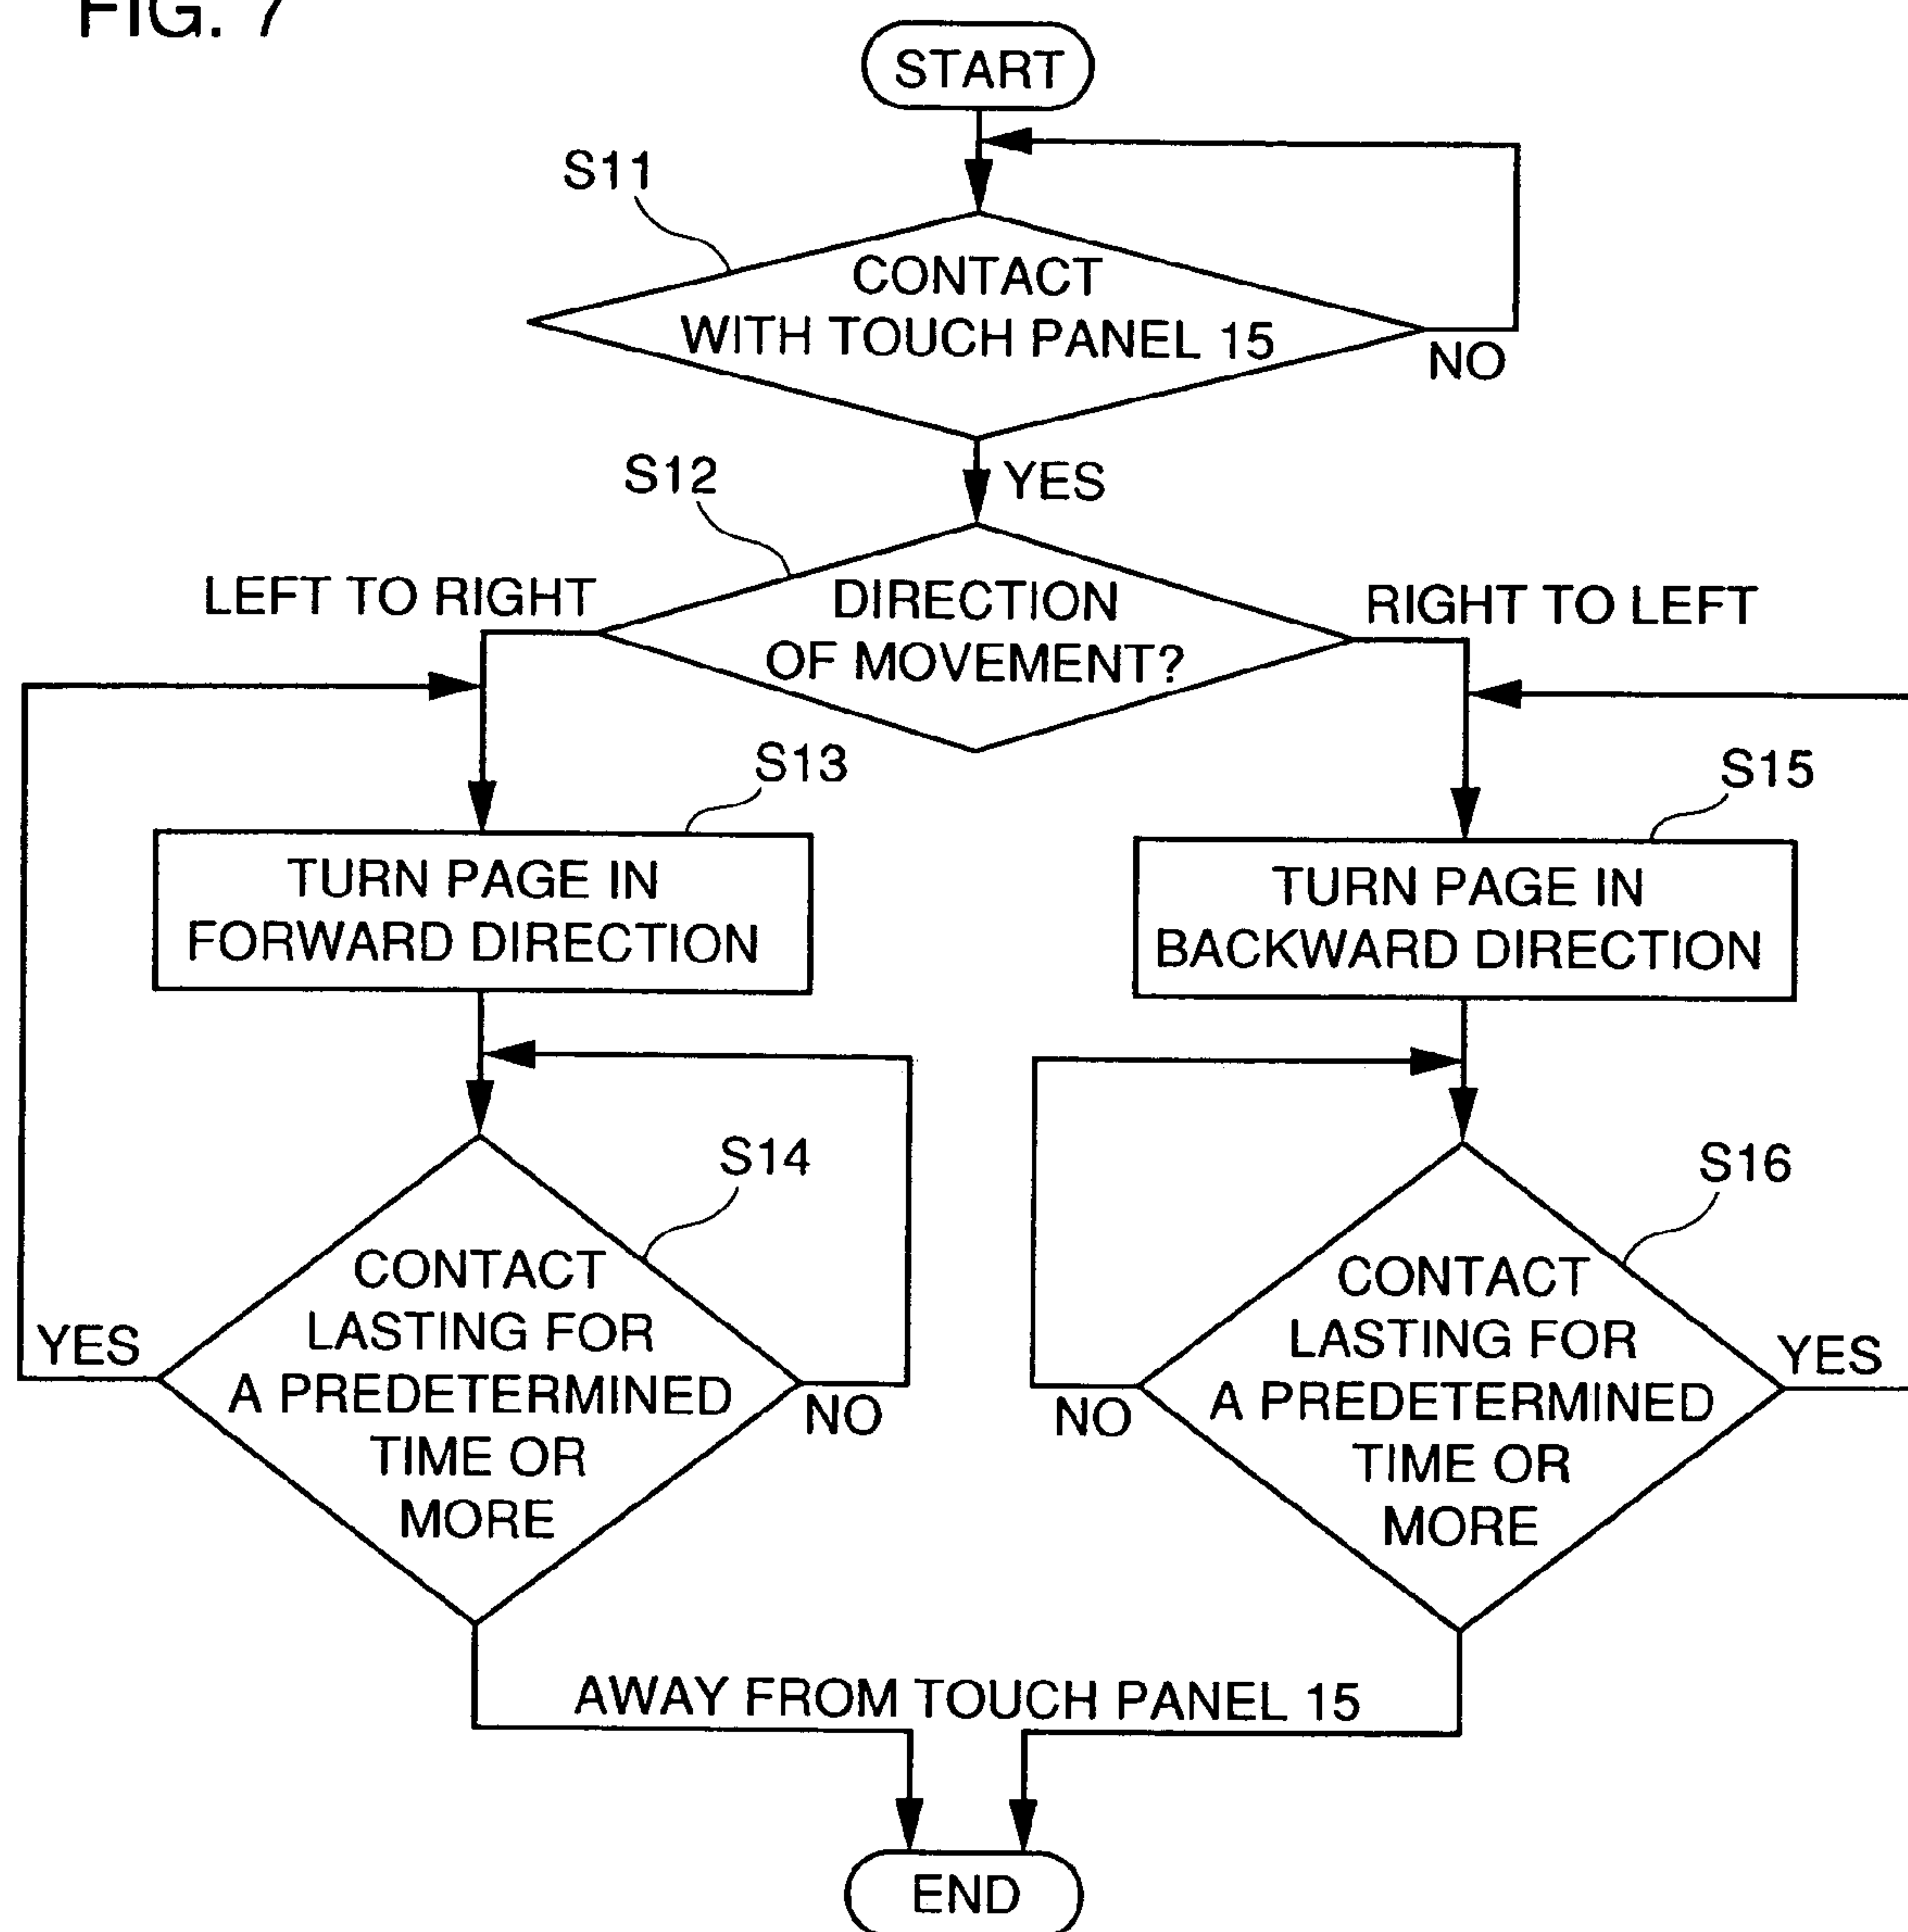 FIG. 7
START
S11
CONTACT
WITH TOUCH PANEL 15
NO
S12
YES
LEFT TO RIGHT
DIRECTION
OF MOVEMENT?
RIGHT TO LEFT
S13
S15
TURN PAGE IN
FORWARD DIRECTION
TURN PAGE IN
BACKWARD DIRECTION
S14
S16
YES
CONTACT
LASTING FOR
A PREDETERMINED
TIME OR
MORE
NO
NO
CONTACT
LASTING FOR
A PREDETERMINED
TIME OR
MORE
YES
AWAY FROM TOUCH PANEL 15
END